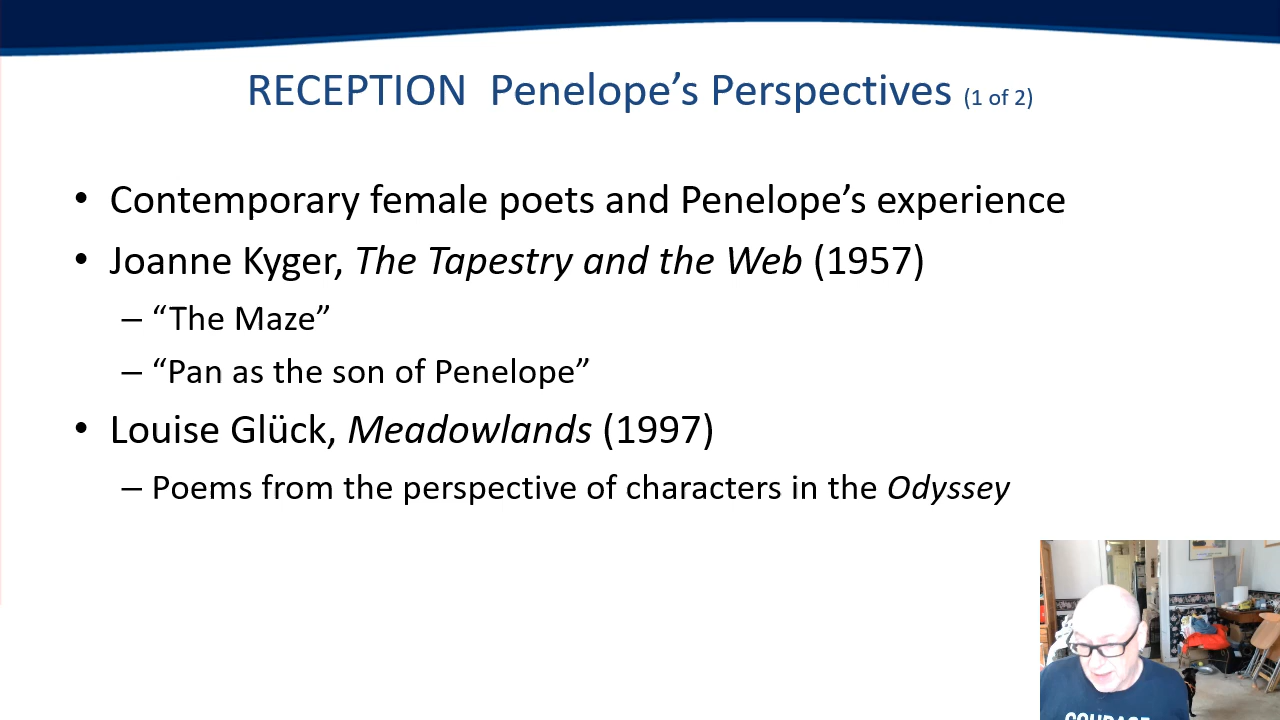 RECEPTION  Penelope’s Perspectives (1 of 2)
• Contemporary female poets and Penelope’s experience
• Joanne Kyger, The Tapestry and the Web (1957)
– “The Maze”
– “Pan as the son of Penelope”
• Louise Glück, Meadowlands (1997)
– Poems from the perspective of characters in the Odyssey
COURAGE